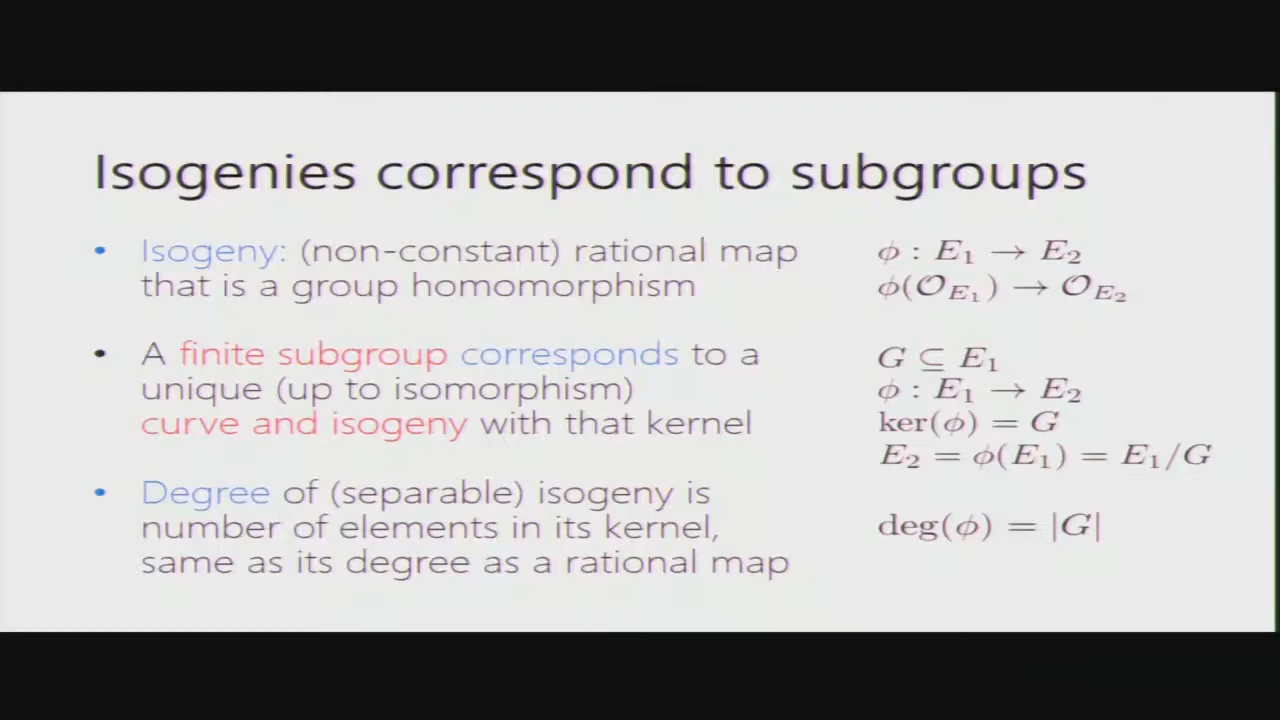 Isogenies correspond to subgroups
• Isogeny: (non-constant) rational map
that is a group homomorphism
ϕ : E₁ → E₂
ϕ(𝒪_{E₁}) → 𝒪_{E₂}
• A finite subgroup corresponds to a
unique (up to isomorphism)
curve and isogeny with that kernel
G ⊆ E₁
ϕ : E₁ → E₂
ker(ϕ) = G
E₂ = ϕ(E₁) = E₁/G
• Degree of (separable) isogeny is
number of elements in its kernel,
same as its degree as a rational map
deg(ϕ) = |G|